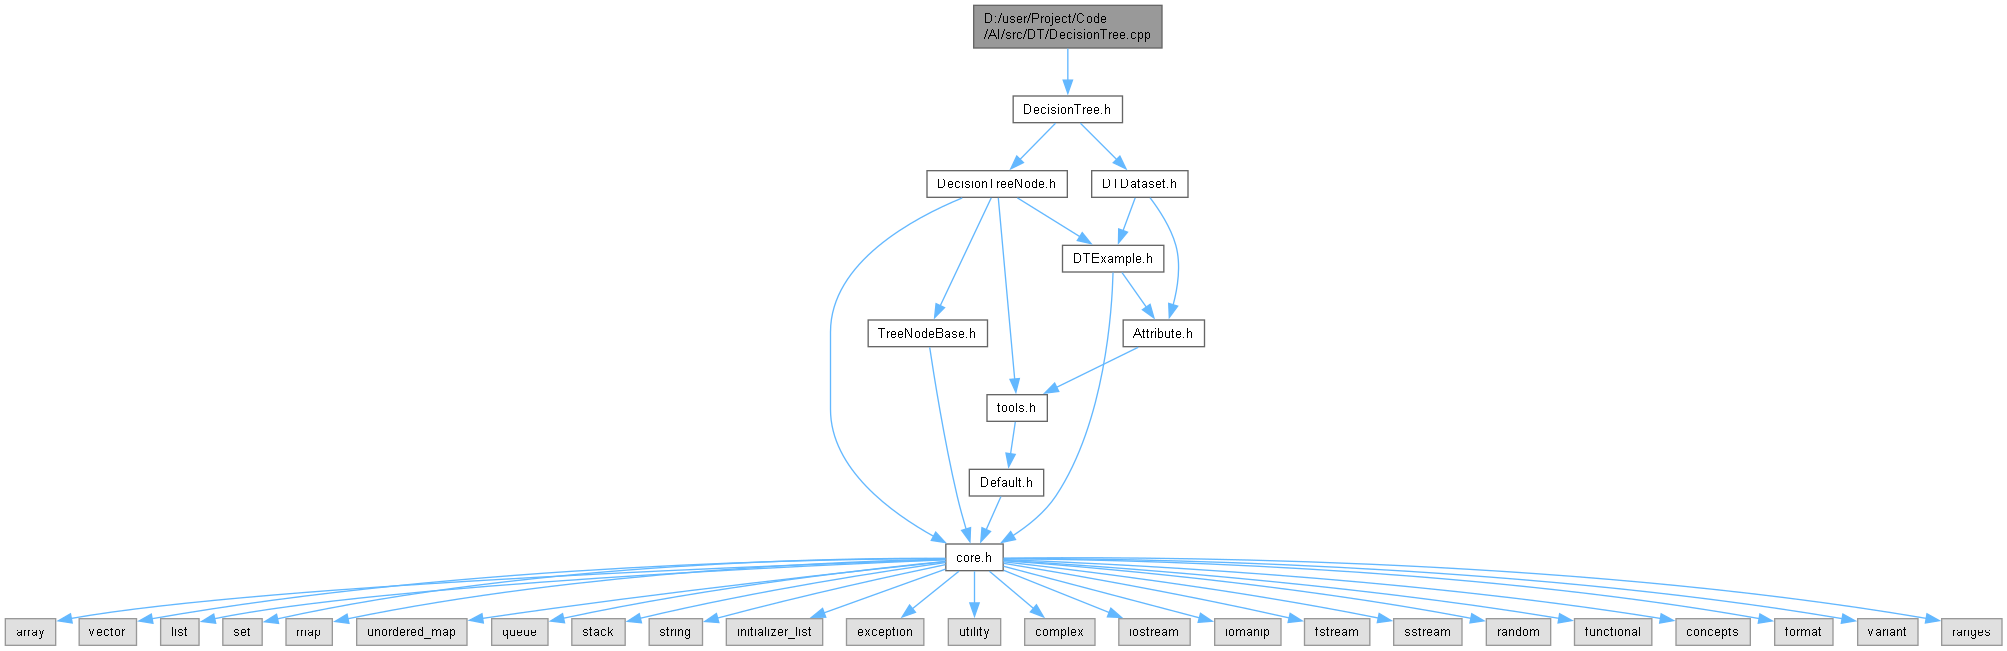 D:/user/Project/Code
/AI/src/DT/DecisionTree.cpp
DecisionTree.h
DecisionTreeNode.h
DTDataset.h
DTExample.h
TreeNodeBase.h
Attribute.h
tools.h
Default.h
core.h
array
vector
list
set
map
unordered_map
queue
stack
string
initializer_list
exception
utility
complex
iostream
iomanip
fstream
sstream
random
functional
concepts
format
variant
ranges